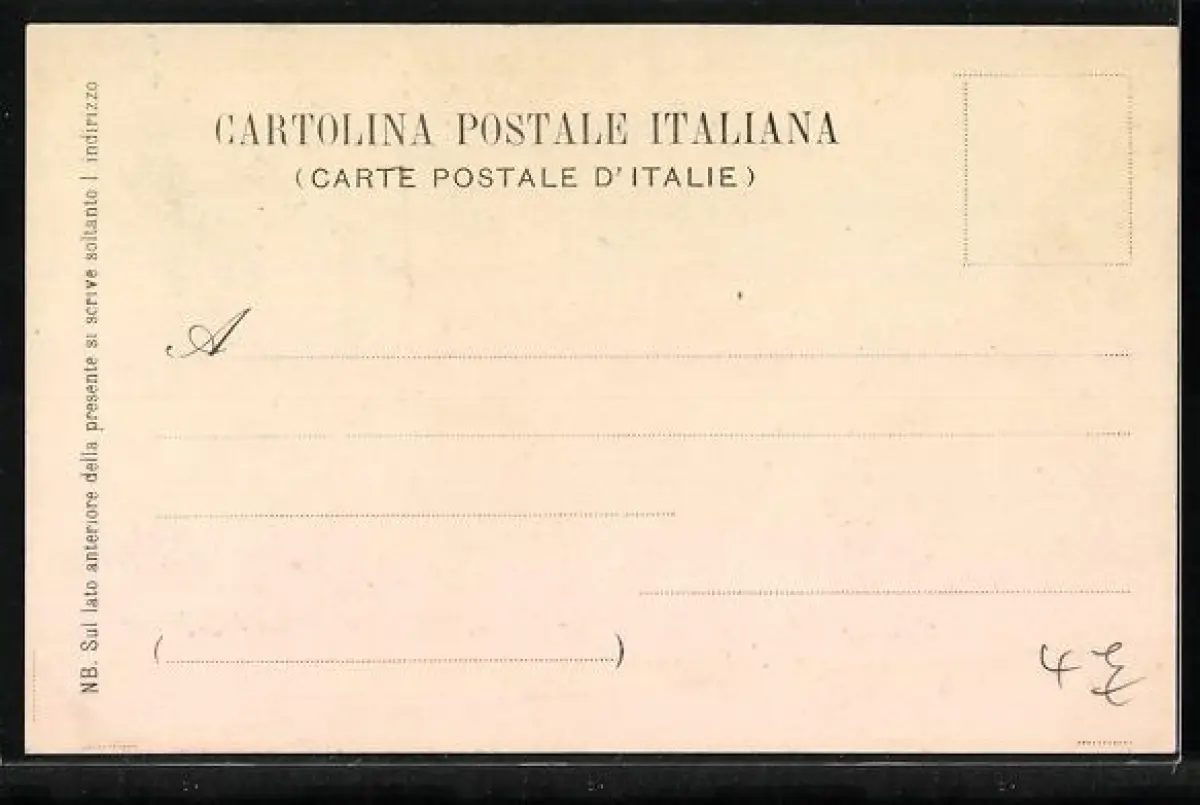 CARTOLINA POSTALE ITALIANA
(CARTE POSTALE D'ITALIE)
A
( )
NB. Sul lato anteriore della presente si scrive soltanto l indirizzo
4